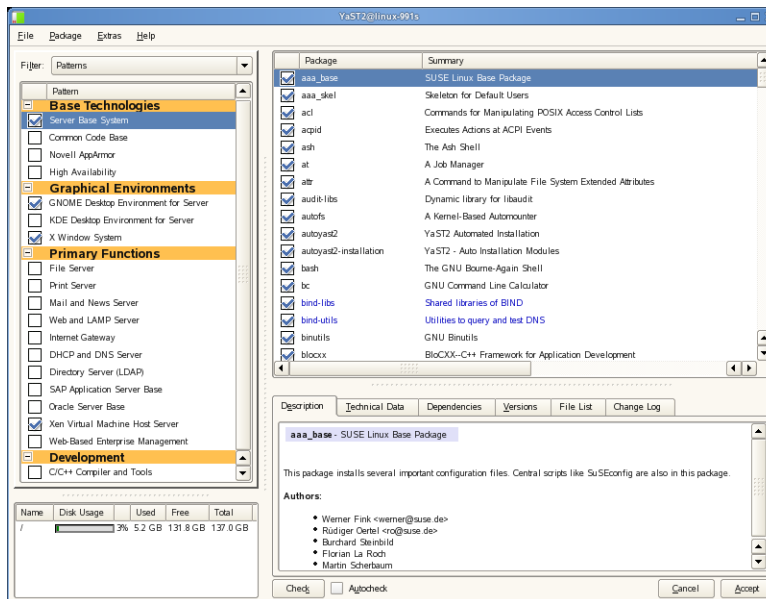 YaST2@linux-991s
File Package Extras Help
Filter: Patterns
Pattern
Base Technologies
Server Base System
Common Code Base
Novell AppArmor
High Availability
Graphical Environments
GNOME Desktop Environment for Server
KDE Desktop Environment for Server
X Window System
Primary Functions
File Server
Print Server
Mail and News Server
Web and LAMP Server
Internet Gateway
DHCP and DNS Server
Directory Server (LDAP)
SAP Application Server Base
Oracle Server Base
Xen Virtual Machine Host Server
Web-Based Enterprise Management
Development
C/C++ Compiler and Tools
Name Disk Usage Used Free Total
/ 3% 5.2 GB 131.8 GB 137.0 GB
Package Summary
aaa_base SUSE Linux Base Package
aaa_skel Skeleton for Default Users
acl Commands for Manipulating POSIX Access Control Lists
acpid Executes Actions at ACPI Events
ash The Ash Shell
at A Job Manager
attr A Command to Manipulate File System Extended Attributes
audit-libs Dynamic library for libaudit
autofs A Kernel-Based Automounter
autoyast2 YaST2 Automated Installation
autoyast2-installation YaST2 - Auto Installation Modules
bash The GNU Bourne-Again Shell
bc GNU Command Line Calculator
bind-libs Shared libraries of BIND
bind-utils Utilities to query and test DNS
binutils GNU Binutils
blocxx BloCXX--C++ Framework for Application Development
Description Technical Data Dependencies Versions File List Change Log
aaa_base - SUSE Linux Base Package
This package installs several important configuration files. Central scripts like SuSEconfig are also in this package.
Authors:
Werner Fink <werner@suse.de>
Rüdiger Oertel <ro@suse.de>
Burchard Steinbild
Florian La Roch
Martin Scherbaum
Check Autocheck Cancel Accept